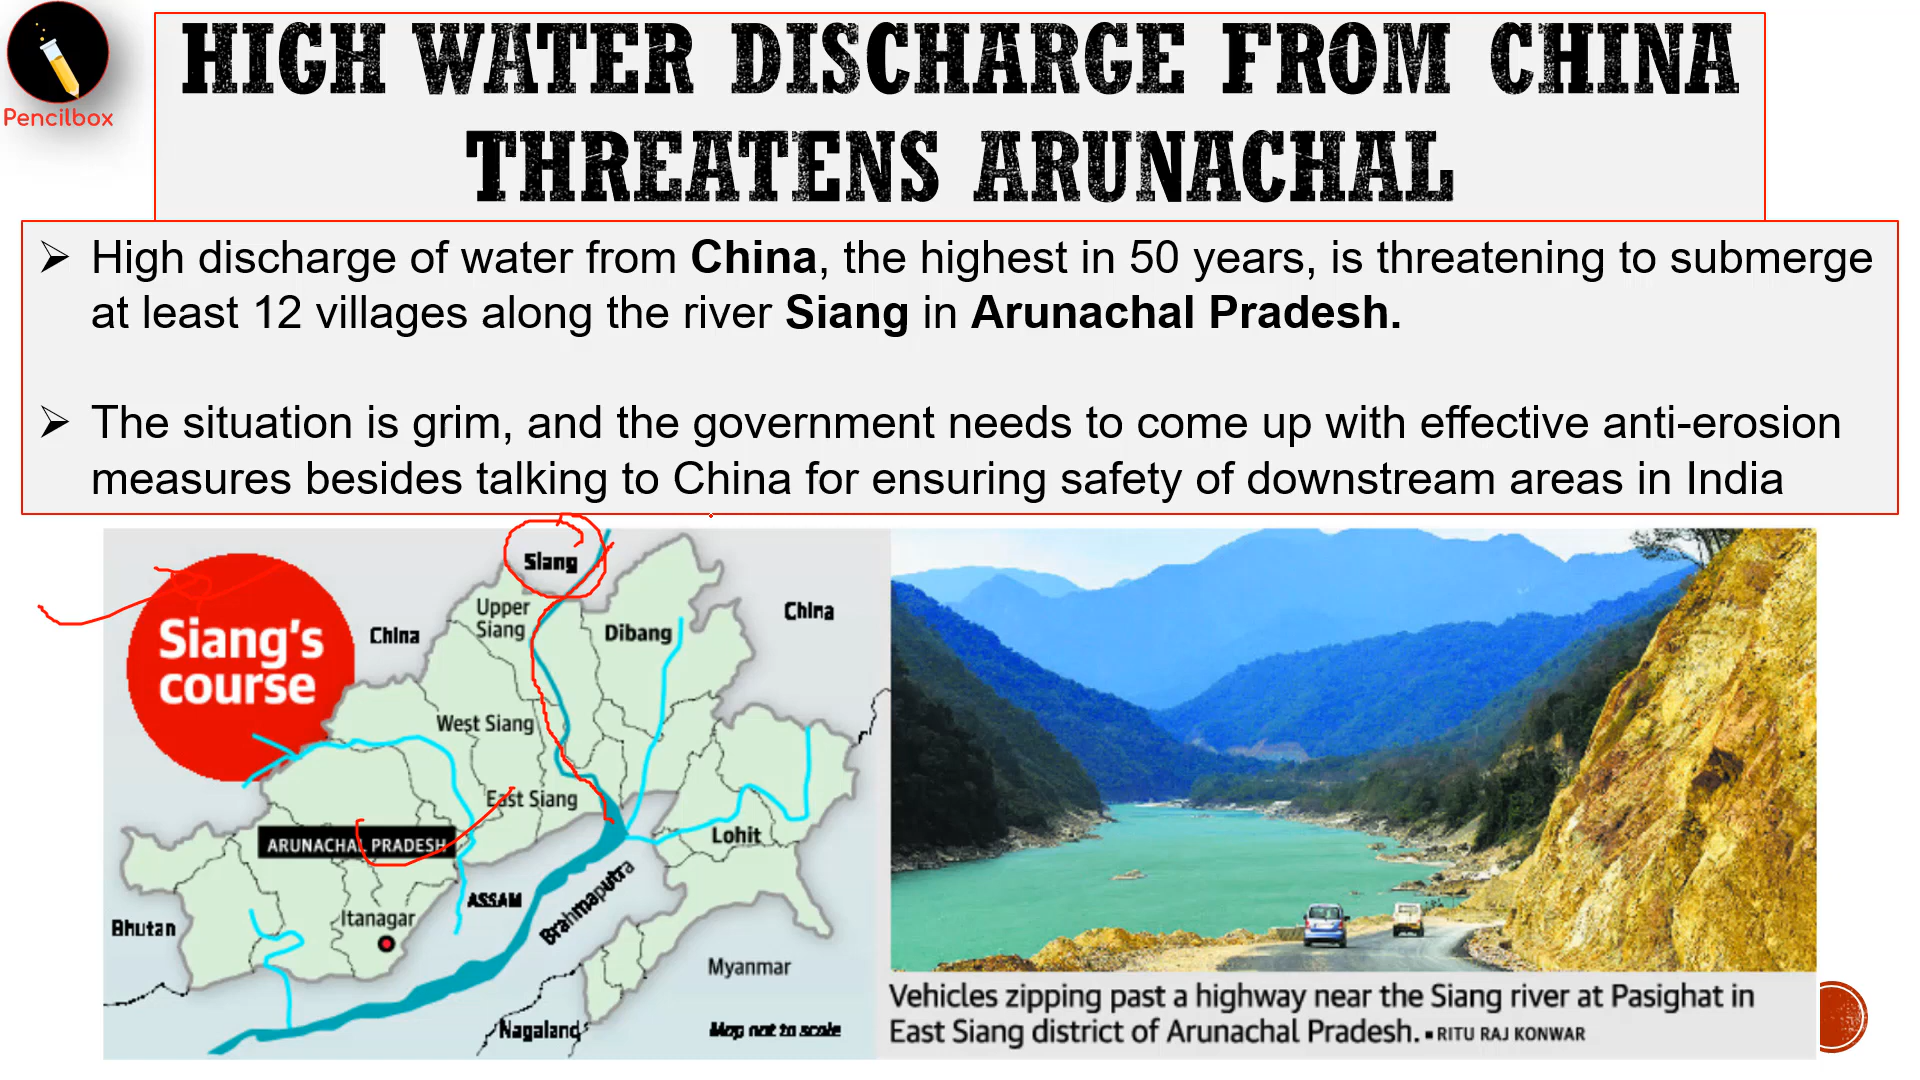 Pencilbox
HIGH WATER DISCHARGE FROM CHINA
THREATENS ARUNACHAL
➢ High discharge of water from China, the highest in 50 years, is threatening to submerge
at least 12 villages along the river Siang in Arunachal Pradesh.
➢ The situation is grim, and the government needs to come up with effective anti-erosion
measures besides talking to China for ensuring safety of downstream areas in India
Siang's
course
Siang
China
Upper
Siang
Dibang
China
West Siang
East Siang
ARUNACHAL PRADESH
Lohit
ASSAM
Brahmaputra
Bhutan
Itanagar
Myanmar
Nagaland
Map not to scale
Vehicles zipping past a highway near the Siang river at Pasighat in
East Siang district of Arunachal Pradesh. ▪ RITU RAJ KONWAR